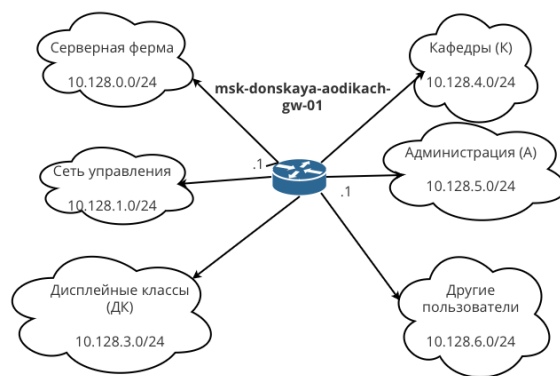 Серверная ферма
10.128.0.0/24
msk-donskaya-aodikach-
gw-01
Кафедры (К)
10.128.4.0/24
Сеть управления
10.128.1.0/24
.1
.1
Администрация (А)
10.128.5.0/24
Дисплейные классы
(ДК)
10.128.3.0/24
Другие
пользователи
10.128.6.0/24